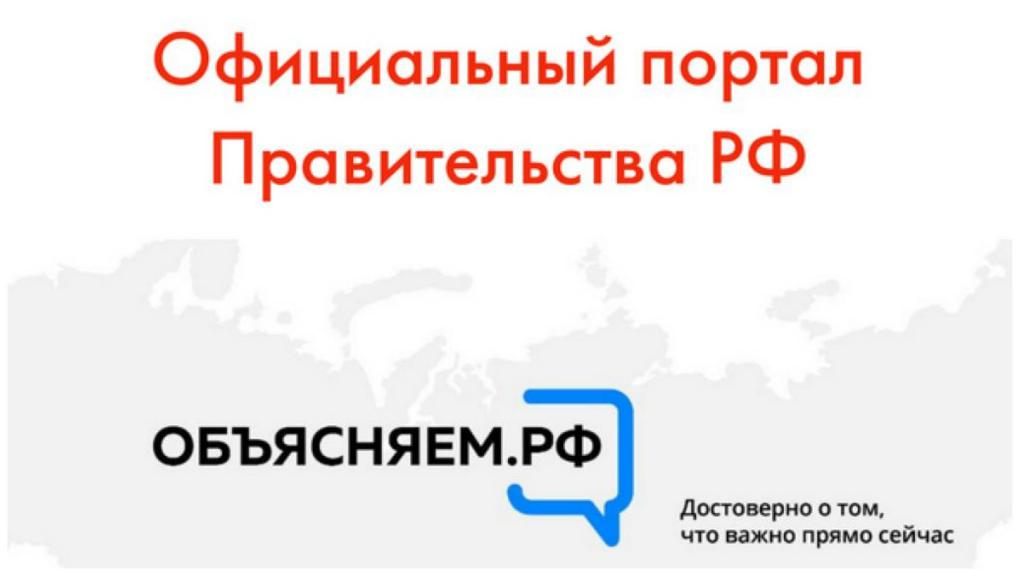 Официальный портал
Правительства РФ
ОБЪЯСНЯЕМ.РФ
Достоверно о том,
что важно прямо сейчас